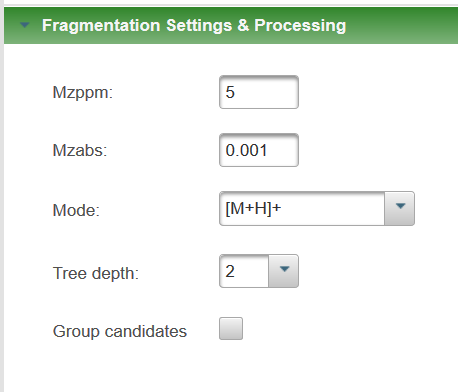 Fragmentation Settings & Processing
Mzppm: 5
Mzabs: 0.001
Mode: [M+H]+
Tree depth: 2
Group candidates